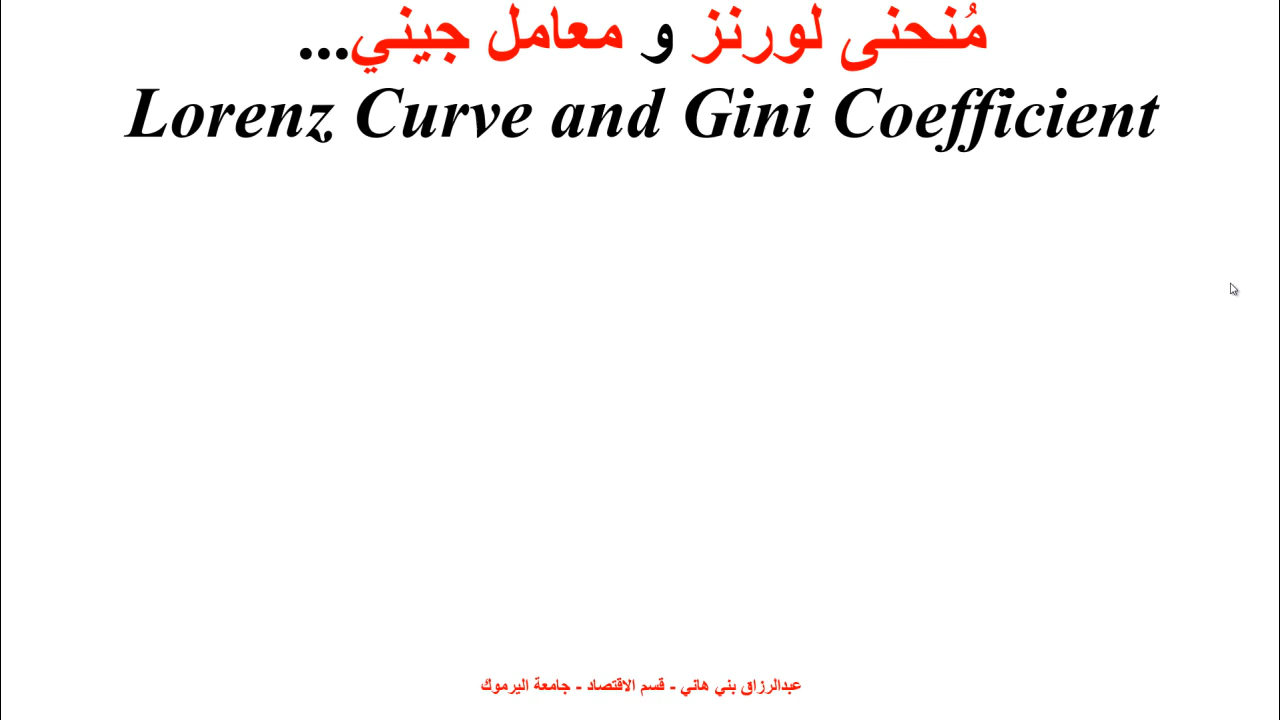 مُنحنى لورنز و معامل جيني...
Lorenz Curve and Gini Coefficient
عبدالرزاق بني هاني - قسم الاقتصاد - جامعة اليرموك